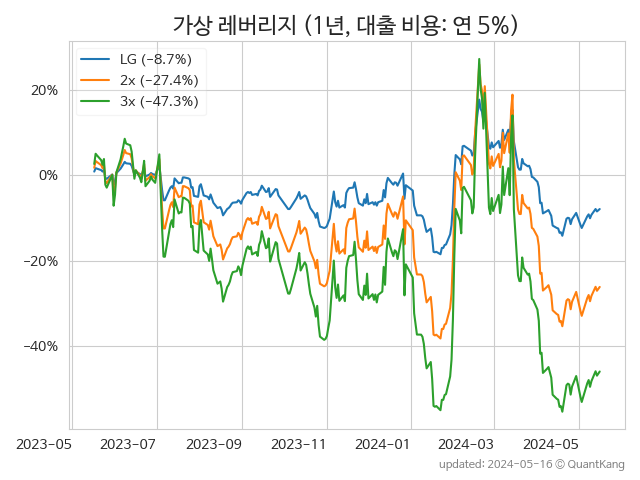 가상 레버리지 (1년, 대출 비용: 연 5%)
LG (−8.7%)
2x (−27.4%)
3x (−47.3%)
20%
0%
−20%
−40%
2023-05 2023-07 2023-09 2023-11 2024-01 2024-03 2024-05
updated: 2024-05-16 © QuantKang